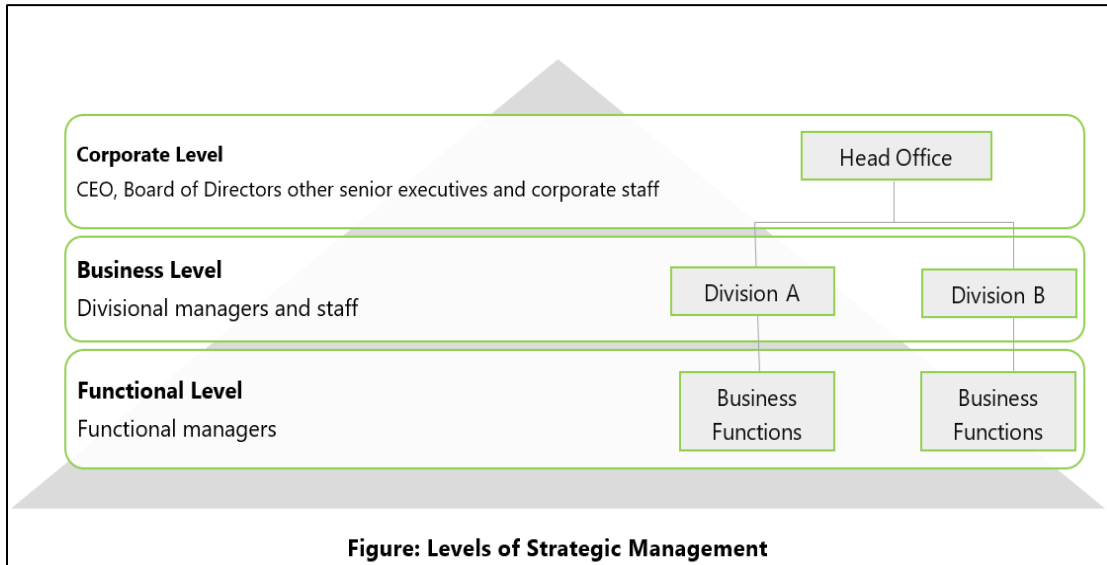 Corporate Level
CEO, Board of Directors other senior executives and corporate staff
Head Office
Business Level
Divisional managers and staff
Division A
Division B
Functional Level
Functional managers
Business
Functions
Business
Functions
Figure: Levels of Strategic Management